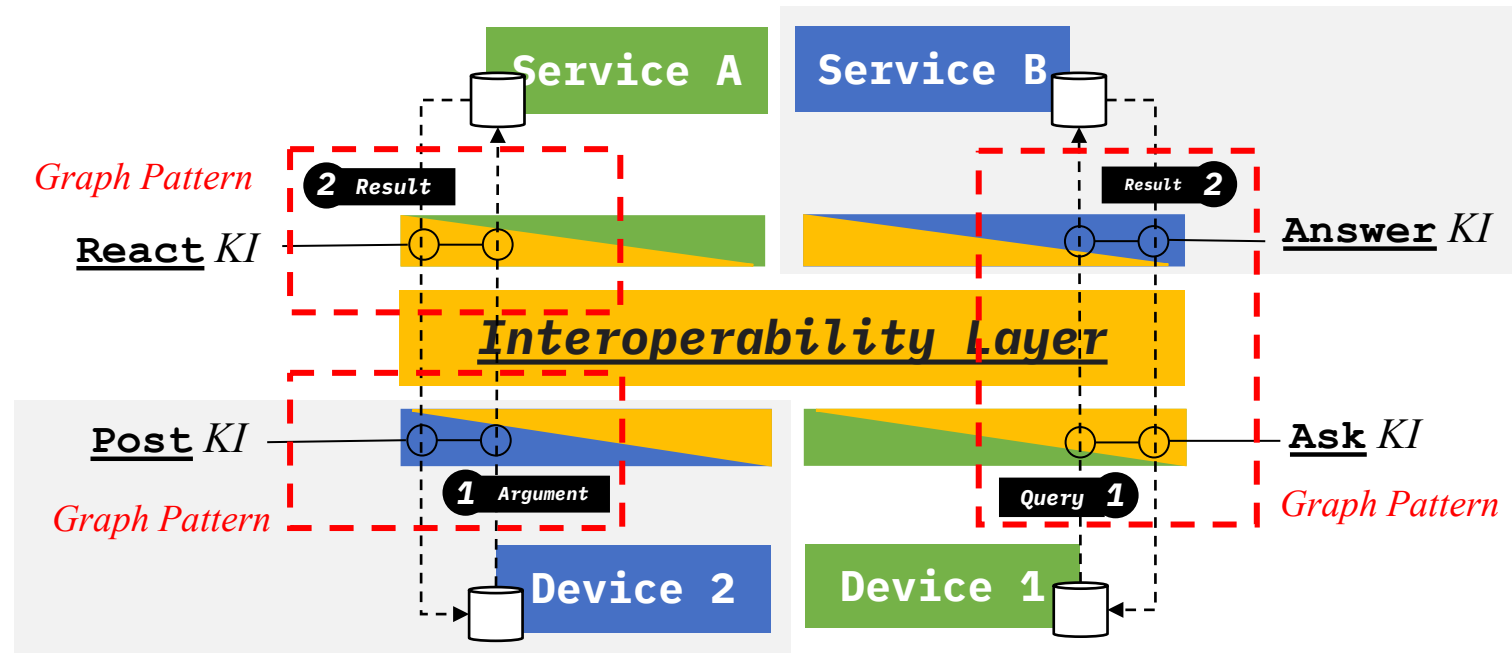 Service A
Service B
Graph Pattern
2 Result
Result 2
React KI
Answer KI
Interoperability Layer
Post KI
Ask KI
1 Argument
Query 1
Graph Pattern
Graph Pattern
Device 2
Device 1